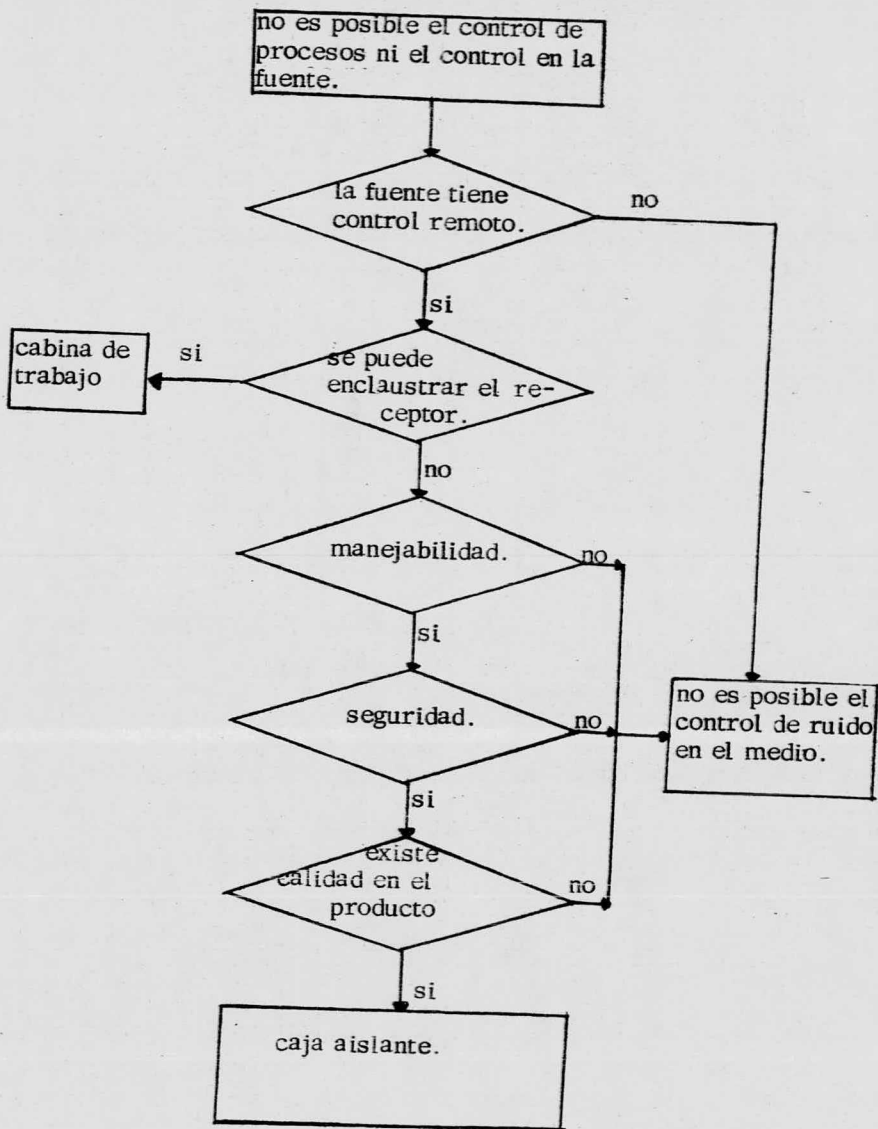 no es posible el control de
procesos ni el control en la
fuente.
la fuente tiene
control remoto.
no
si
cabina de
trabajo
si
se puede
enclaustrar el re-
ceptor.
no
manejabilidad.
no
si
seguridad.
no
no es posible el
control de ruido
en el medio.
si
existe
calidad en el
producto
no
si
caja aislante.